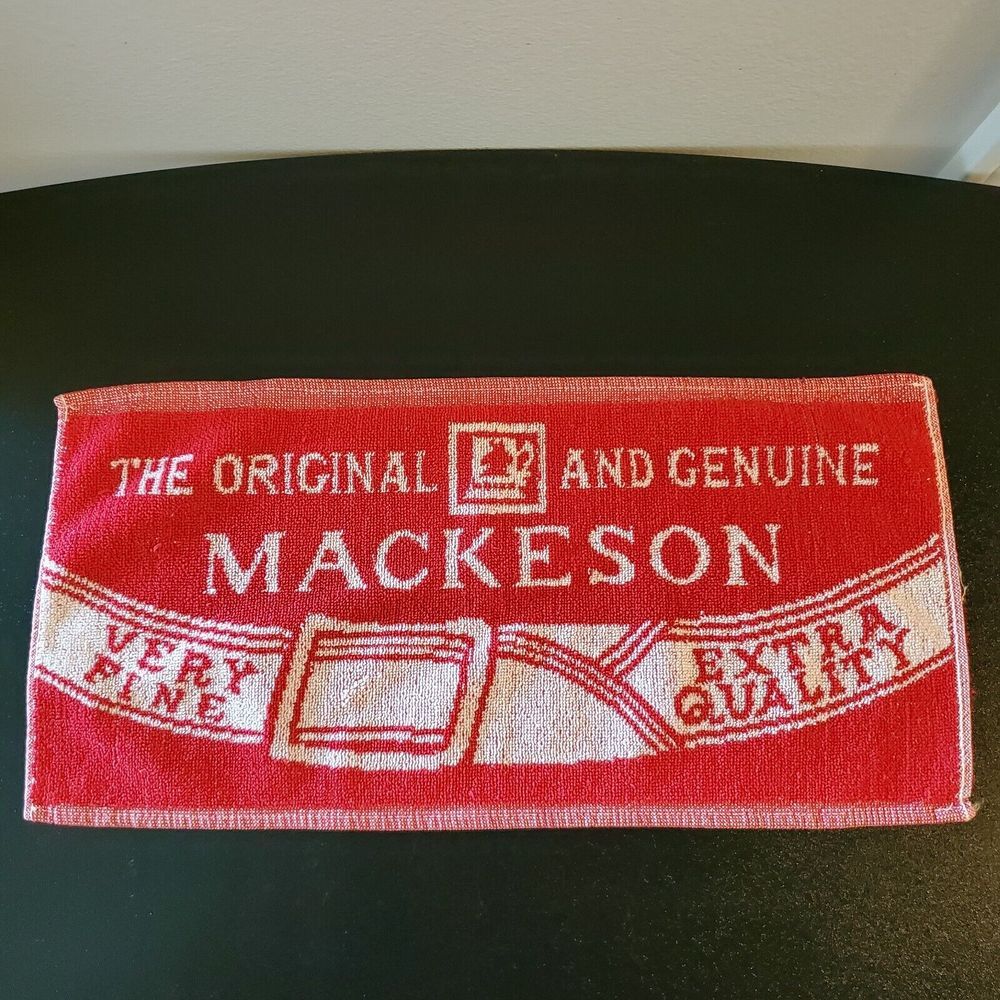 THE ORIGINAL AND GENUINE
MACKESON
VERY
FINE
EXTRA
QUALITY